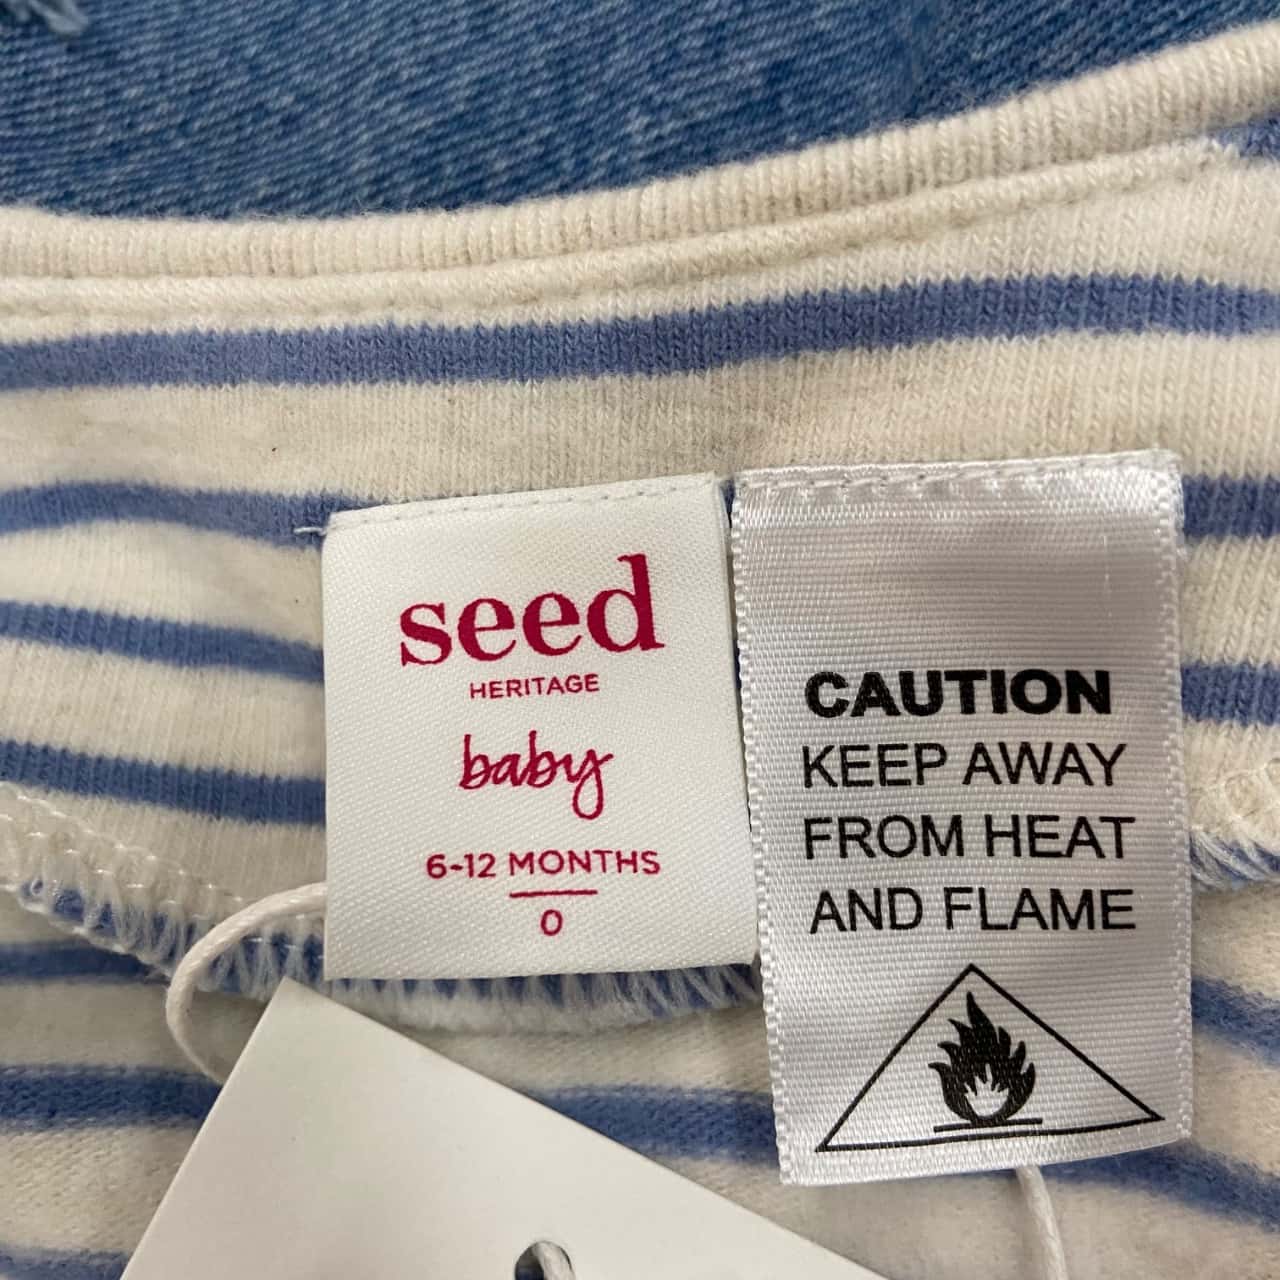 seed
HERITAGE
baby
6-12 MONTHS
0
CAUTION
KEEP AWAY
FROM HEAT
AND FLAME